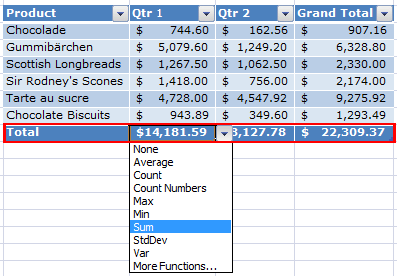 Product Qtr 1 Qtr 2 Grand Total
Chocolade $ 744.60 $ 162.56 $ 907.16
Gummibärchen $ 5,079.60 $ 1,249.20 $ 6,328.80
Scottish Longbreads $ 1,267.50 $ 1,062.50 $ 2,330.00
Sir Rodney's Scones $ 1,418.00 $ 756.00 $ 2,174.00
Tarte au sucre $ 4,728.00 $ 4,547.92 $ 9,275.92
Chocolate Biscuits $ 943.89 $ 349.60 $ 1,293.49
Total $14,181.59 8,127.78 $ 22,309.37
None
Average
Count
Count Numbers
Max
Min
Sum
StdDev
Var
More Functions...